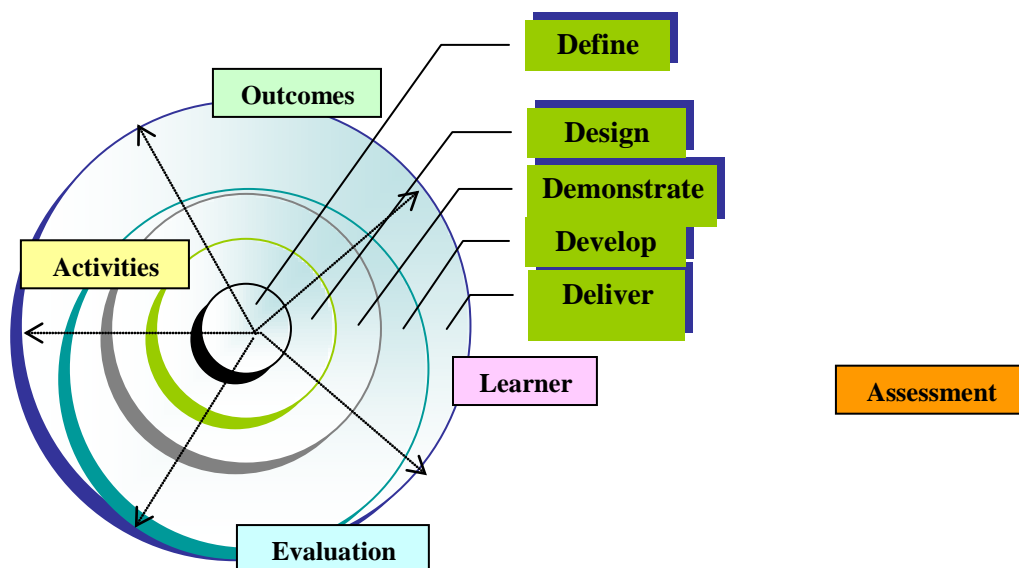 Define
Outcomes
Design
Demonstrate
Develop
Activities
Deliver
Learner
Assessment
Evaluation